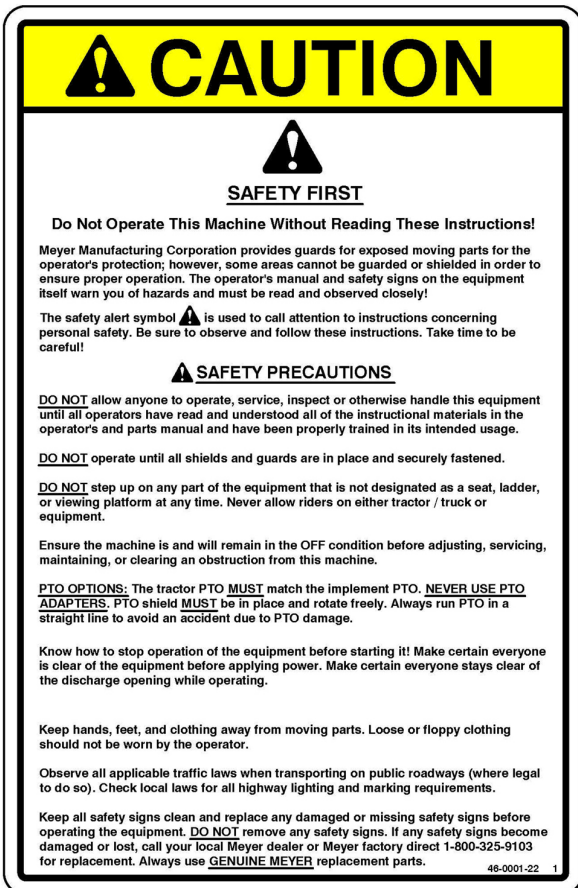 CAUTION
SAFETY FIRST
Do Not Operate This Machine Without Reading These Instructions!
Meyer Manufacturing Corporation provides guards for exposed moving parts for the
operator's protection; however, some areas cannot be guarded or shielded in order to
ensure proper operation. The operator's manual and safety signs on the equipment
itself warn you of hazards and must be read and observed closely!
The safety alert symbol is used to call attention to instructions concerning
personal safety. Be sure to observe and follow these instructions. Take time to be
careful!
SAFETY PRECAUTIONS
DO NOT allow anyone to operate, service, inspect or otherwise handle this equipment
until all operators have read and understood all of the instructional materials in the
operator's and parts manual and have been properly trained in its intended usage.
DO NOT operate until all shields and guards are in place and securely fastened.
DO NOT step up on any part of the equipment that is not designated as a seat, ladder,
or viewing platform at any time. Never allow riders on either tractor / truck or
equipment.
Ensure the machine is and will remain in the OFF condition before adjusting, servicing,
maintaining, or clearing an obstruction from this machine.
PTO OPTIONS: The tractor PTO MUST match the implement PTO. NEVER USE PTO
ADAPTERS. PTO shield MUST be in place and rotate freely. Always run PTO in a
straight line to avoid an accident due to PTO damage.
Know how to stop operation of the equipment before starting it! Make certain everyone
is clear of the equipment before applying power. Make certain everyone stays clear of
the discharge opening while operating.
Keep hands, feet, and clothing away from moving parts. Loose or floppy clothing
should not be worn by the operator.
Observe all applicable traffic laws when transporting on public roadways (where legal
to do so). Check local laws for all highway lighting and marking requirements.
Keep all safety signs clean and replace any damaged or missing safety signs before
operating the equipment. DO NOT remove any safety signs. If any safety signs become
damaged or lost, call your local Meyer dealer or Meyer factory direct 1-800-325-9103
for replacement. Always use GENUINE MEYER replacement parts.
46-0001-22 1